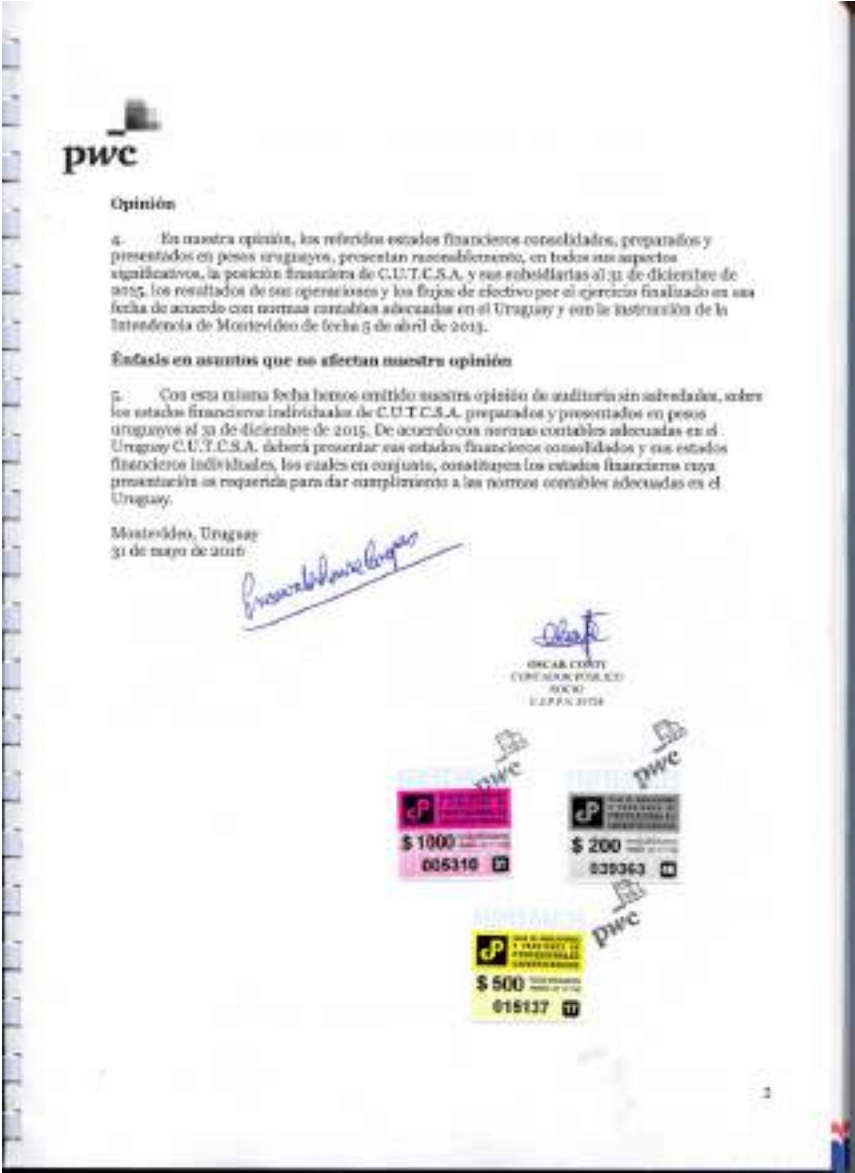 pwc
Opinión
4. En nuestra opinión, los referidos estados financieros consolidados, preparados y
presentados en pesos uruguayos, presentan razonablemente, en todos sus aspectos
significativos, la posición financiera de C.U.T.C.S.A. y sus subsidiarias al 31 de diciembre de
2015, los resultados de sus operaciones y los flujos de efectivo por el ejercicio finalizado en esa
fecha de acuerdo con normas contables adecuadas en el Uruguay y con la instrucción de la
Intendencia de Montevideo de fecha 5 de abril de 2013.
Énfasis en asuntos que no afectan nuestra opinión
5. Con esta misma fecha hemos emitido nuestra opinión de auditoría sin salvedades, sobre
los estados financieros individuales de C.U.T.C.S.A. preparados y presentados en pesos
uruguayos al 31 de diciembre de 2015. De acuerdo con normas contables adecuadas en el
Uruguay C.U.T.C.S.A. deberá presentar sus estados financieros consolidados y sus estados
financieros individuales, los cuales en conjunto, constituyen los estados financieros cuya
presentación es requerida para dar cumplimiento a las normas contables adecuadas en el
Uruguay.
Montevideo, Uruguay
31 de mayo de 2016
OSCAR CONTI
CONTADOR PÚBLICO
SOCIO
pwc
pwc
$ 1000
005310
$ 200
039363
pwc
$ 500
015137 17
2